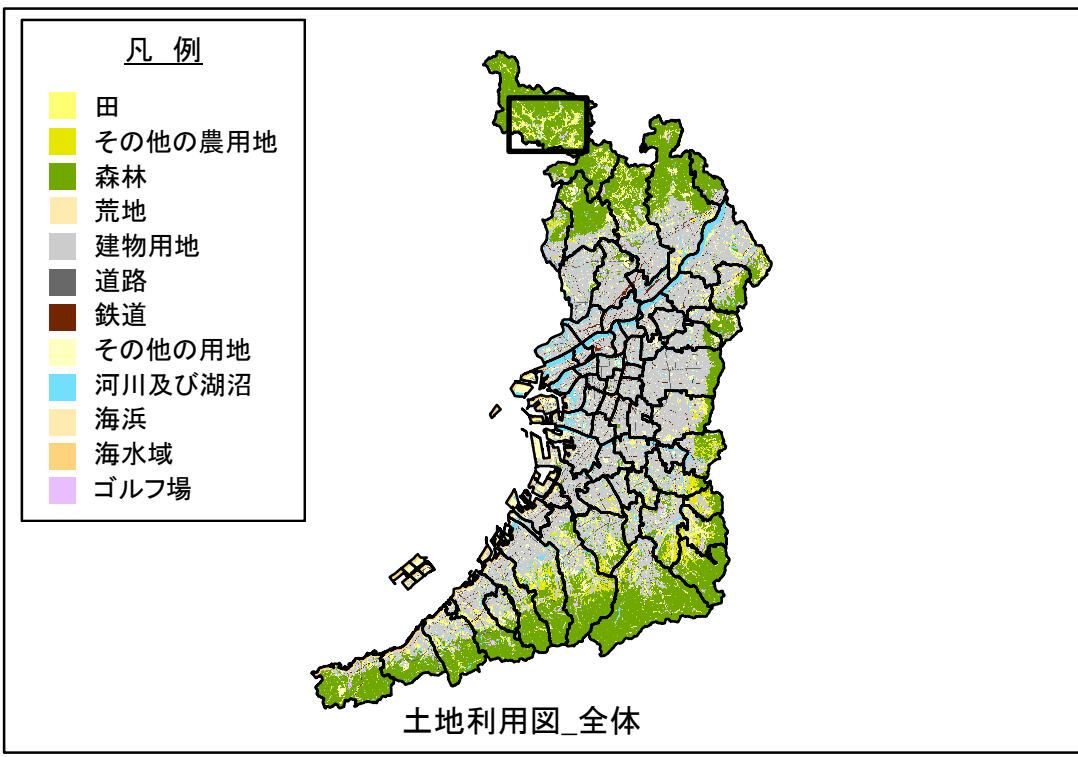 凡 例
田
その他の農用地
森林
荒地
建物用地
道路
鉄道
その他の用地
河川及び湖沼
海浜
海水域
ゴルフ場
土地利用図_全体